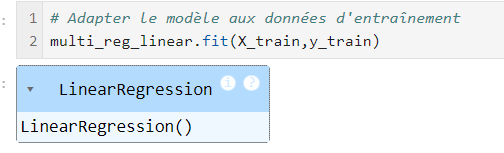 1 # Adapter le modèle aux données d'entraînement
2 multi_reg_linear.fit(X_train,y_train)
▾ LinearRegression i ?
LinearRegression()